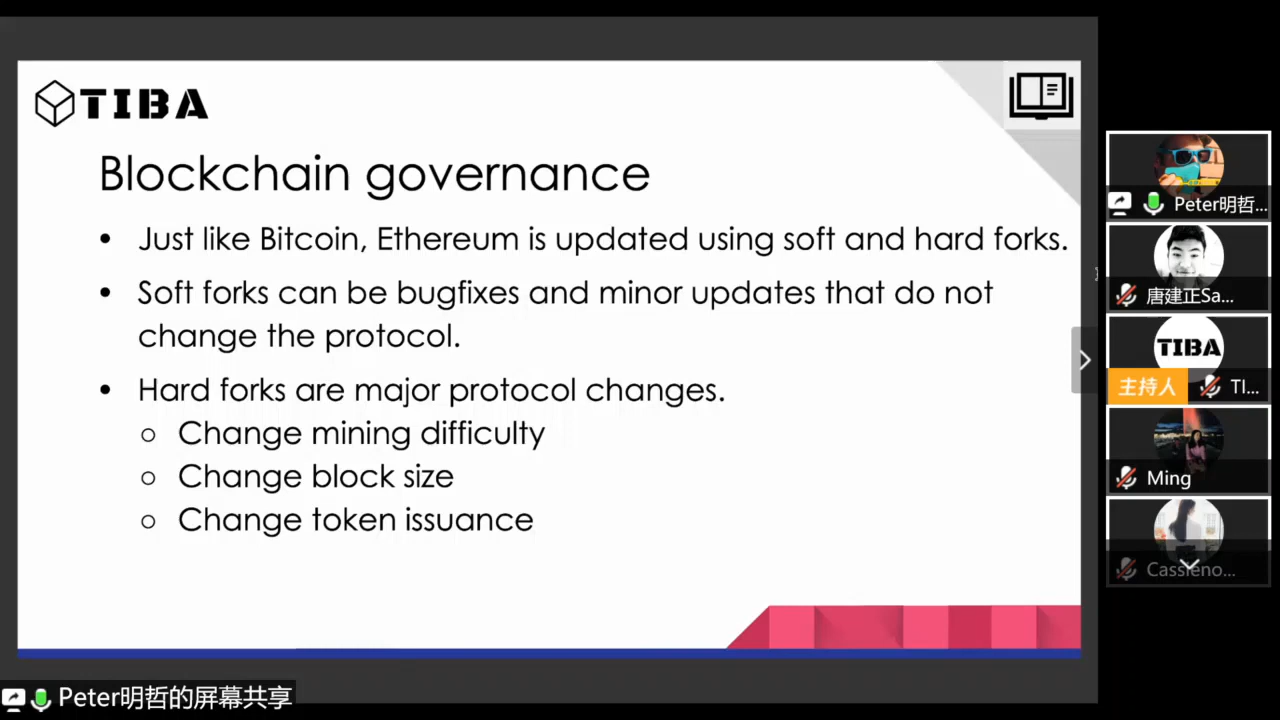 TIBA
Blockchain governance
• Just like Bitcoin, Ethereum is updated using soft and hard forks.
• Soft forks can be bugfixes and minor updates that do not
change the protocol.
• Hard forks are major protocol changes.
○ Change mining difficulty
○ Change block size
○ Change token issuance
Peter明哲...
唐建正Sa...
TIBA
主持人 TI...
Ming
Cassieno...
Peter明哲的屏幕共享